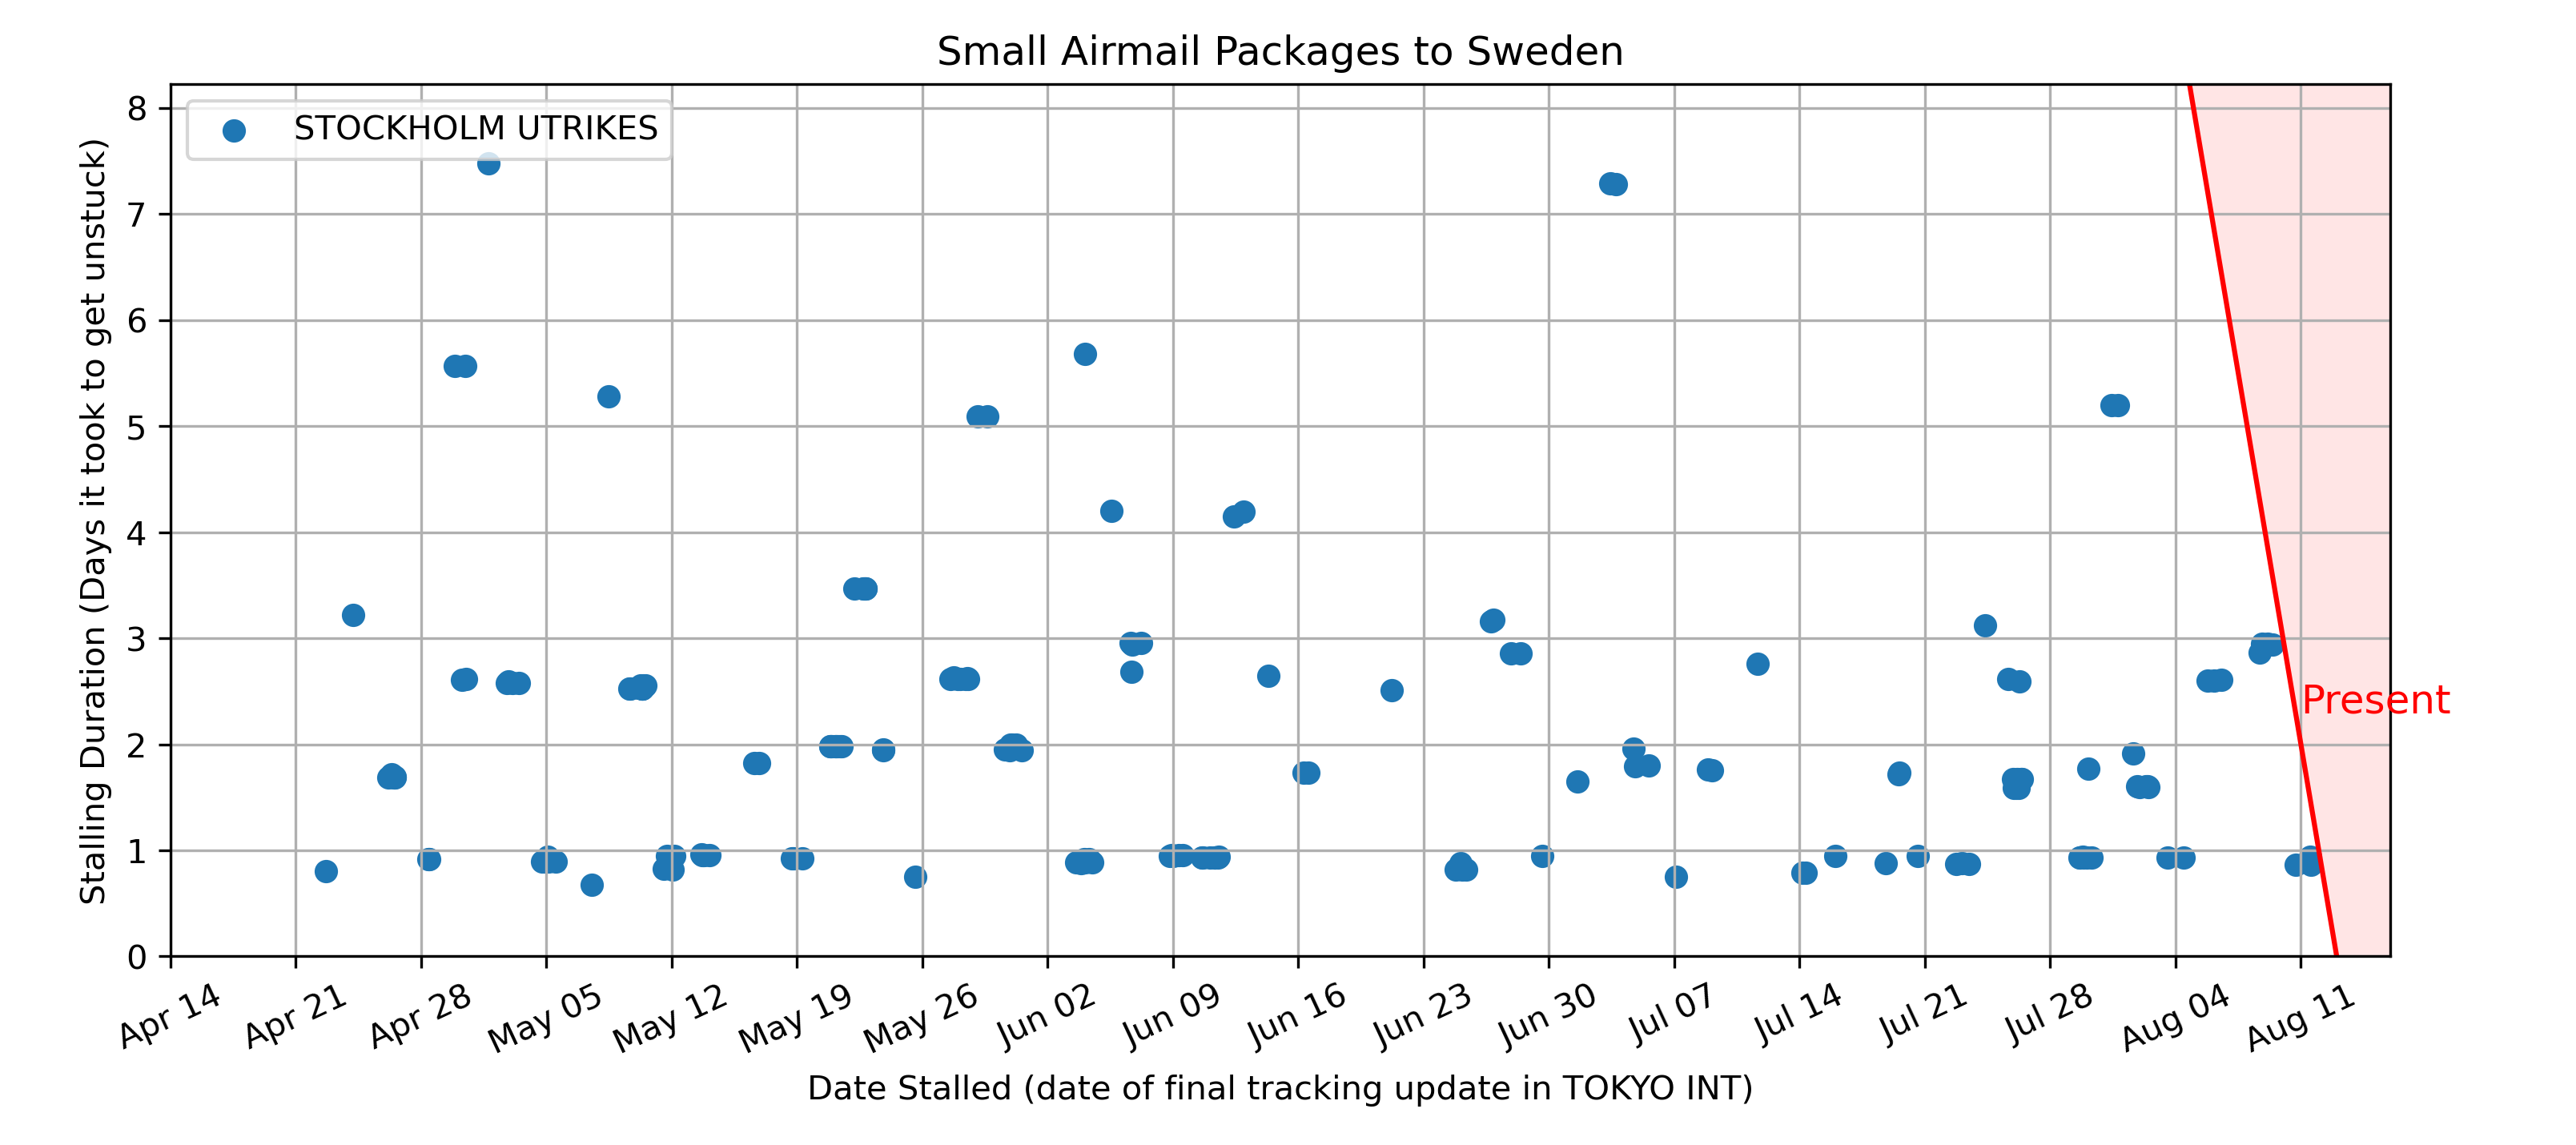 Small Airmail Packages to Sweden
STOCKHOLM UTRIKES
Stalling Duration (Days it took to get unstuck)
8
7
6
5
4
3
2
1
0
Present
Apr 14
Apr 21
Apr 28
May 05
May 12
May 19
May 26
Jun 02
Jun 09
Jun 16
Jun 23
Jun 30
Jul 07
Jul 14
Jul 21
Jul 28
Aug 04
Aug 11
Date Stalled (date of final tracking update in TOKYO INT)